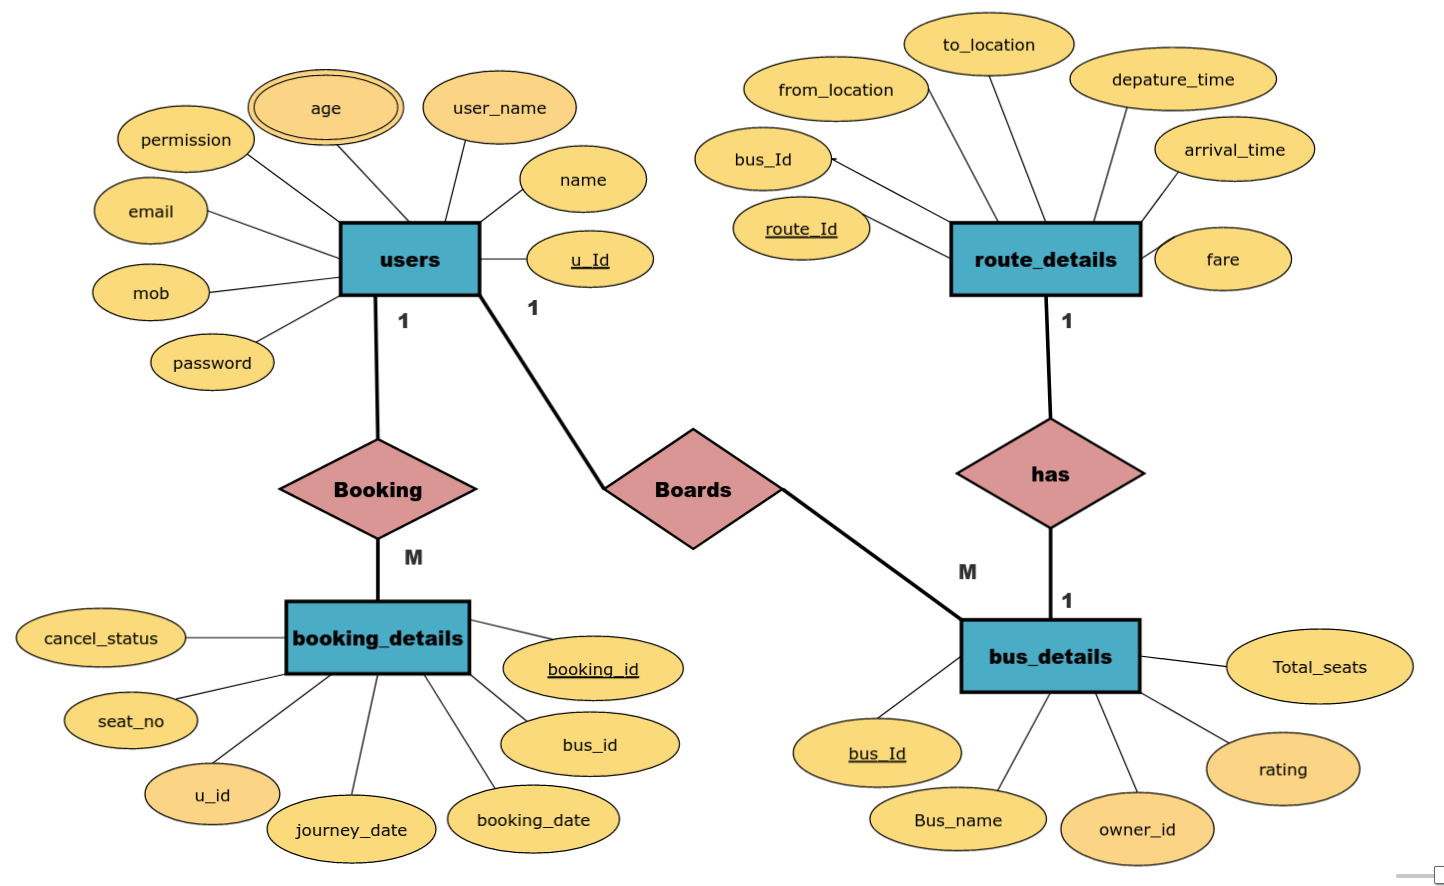 to_location
depature_time
from_location
age
user_name
permission
arrival_time
bus_Id
name
email
route_Id
users
u_Id
route_details
fare
mob
1
1
1
password
has
Booking
Boards
M
M
1
cancel_status
booking_details
bus_details
booking_id
Total_seats
seat_no
bus_id
bus_Id
rating
u_id
journey_date
booking_date
Bus_name
owner_id